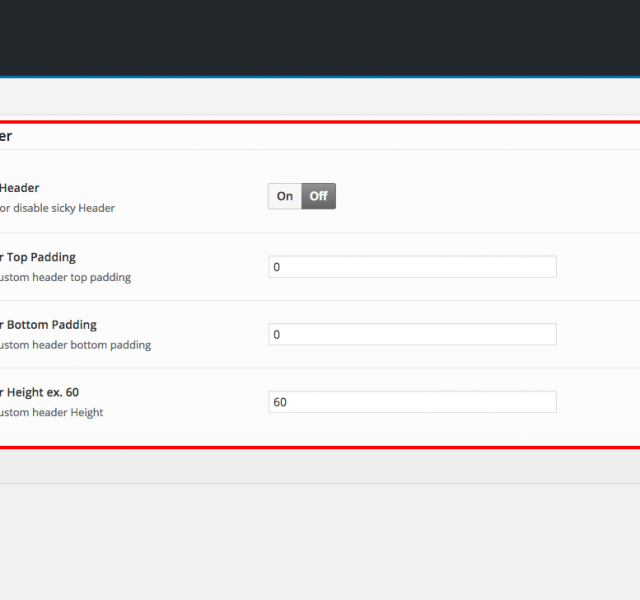 er
Header
On Off
or disable sicky Header
r Top Padding
0
ustom header top padding
r Bottom Padding
0
ustom header bottom padding
r Height ex. 60
60
ustom header Height